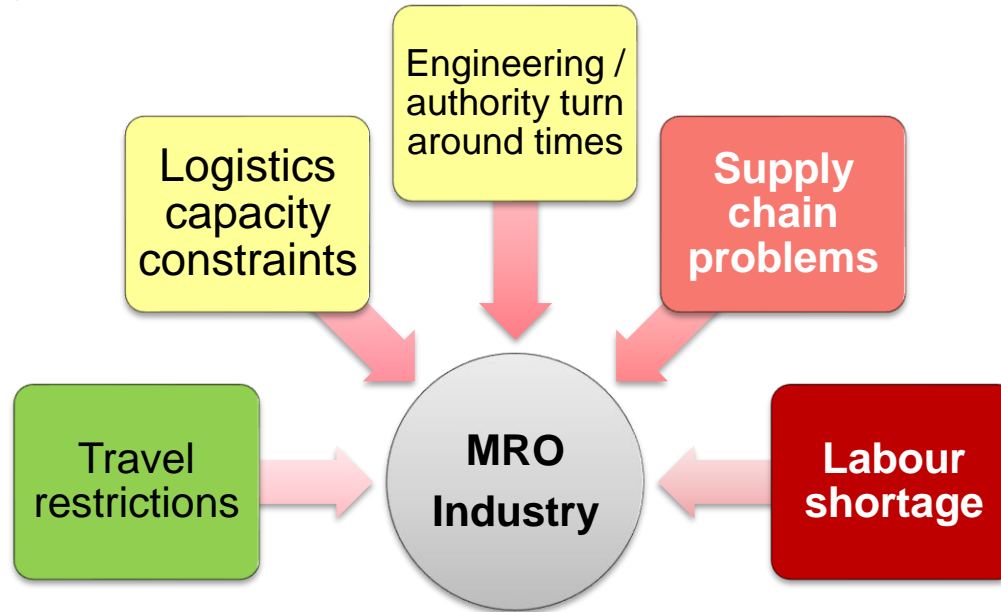 Engineering /
authority turn
around times
Logistics
capacity
constraints
Supply
chain
problems
Travel
restrictions
MRO
Industry
Labour
shortage